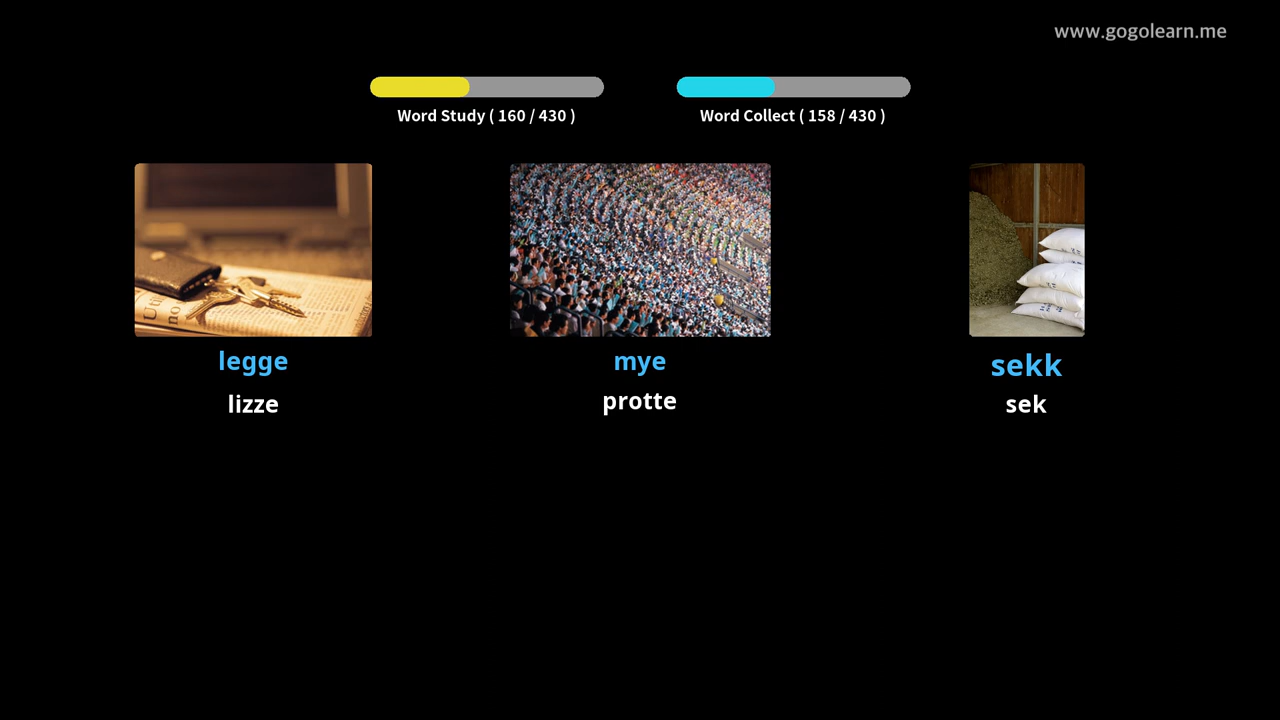 www.gogolearn.me
Word Study ( 160 / 430 )
Word Collect ( 158 / 430 )
legge
lizze
mye
protte
sekk
sek